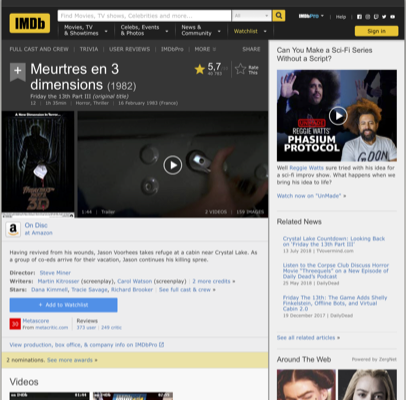 IMDb
Find Movies, TV shows, Celebrities and more...
All
IMDbPro
Help
Movies, TV
& Showtimes
Celebs, Events
& Photos
News &
Community
Watchlist
Sign in
FULL CAST AND CREW | TRIVIA | USER REVIEWS | IMDbPro | MORE
SHARE
Meurtres en 3
dimensions (1982)
5,7
Rate
This
Friday the 13th Part III (original title)
12 | 1h 35min | Horror, Thriller | 16 February 1983 (France)
3D
1:44 | Trailer
2 VIDEOS | 139 IMAGES
On Disc
at Amazon
Having revived from his wounds, Jason Voorhees takes refuge at a cabin near Crystal Lake. As a
group of co-eds arrive for their vacation, Jason continues his killing spree.
Director: Steve Miner
Writers: Martin Kitrosser (screenplay), Carol Watson (screenplay) | 2 more credits »
Stars: Dana Kimmell, Tracie Savage, Richard Brooker | See full cast & crew »
+ Add to Watchlist
30
Metascore
From metacritic.com
Reviews
373 user | 249 critic
View production, box office, & company info on IMDbPro
2 nominations. See more awards »
Videos
Can You Make a Sci-Fi Series
Without a Script?
REGGIE WATTS'
PHASIUM
PROTOCOL
Well Reggie Watts sure tried with his idea for
a sci-fi improv show. What happens when we
bring his idea to life?
Watch now on "UnMade" »
Related News
Crystal Lake Countdown: Looking Back
on 'Friday the 13th Part III'
13 July 2018 | TVovermind.com
Listen to the Corpse Club Discuss Horror
Movie "Threequels" on a New Episode of
Daily Dead's Podcast
25 May 2018 | DailyDead
Friday The 13th: The Game Adds Shelly
Finkelstein, Offline Bots, and Virtual
Cabin 2.0
19 December 2017 | DailyDead
See all related articles »
Around The Web
Powered by ZergNet